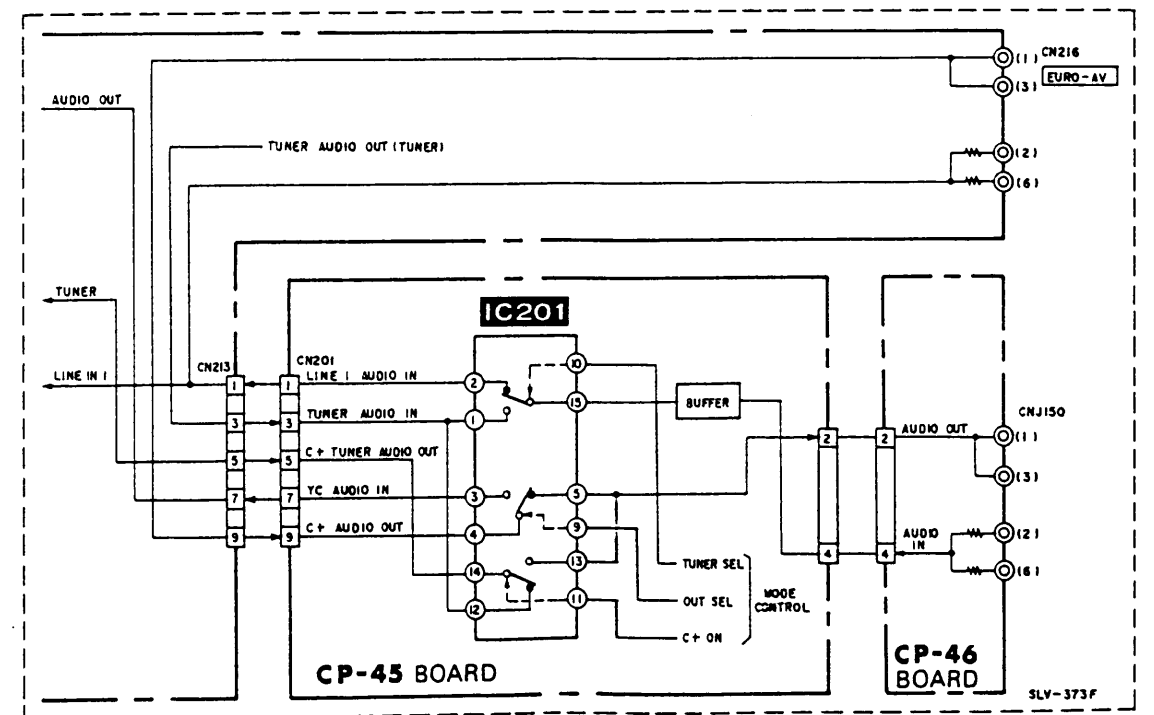 (1) CN216
(3) EURO-AV
AUDIO OUT
TUNER AUDIO OUT (TUNER)
(2)
(6)
TUNER
IC201
CN213
CN201
LINE IN 1
1
1
LINE 1 AUDIO IN
2
10
15
BUFFER
3
3
TUNER AUDIO IN
1
CNJ150
5
5
C+ TUNER AUDIO OUT
2
2
AUDIO OUT
(1)
(3)
7
7
YC AUDIO IN
3
5
9
9
C+ AUDIO OUT
4
9
AUDIO
IN
(2)
13
4
4
(6)
14
TUNER SEL
11
12
OUT SEL
MODE
CONTROL
C+ ON
CP-45 BOARD
CP-46
BOARD
SLV-373F